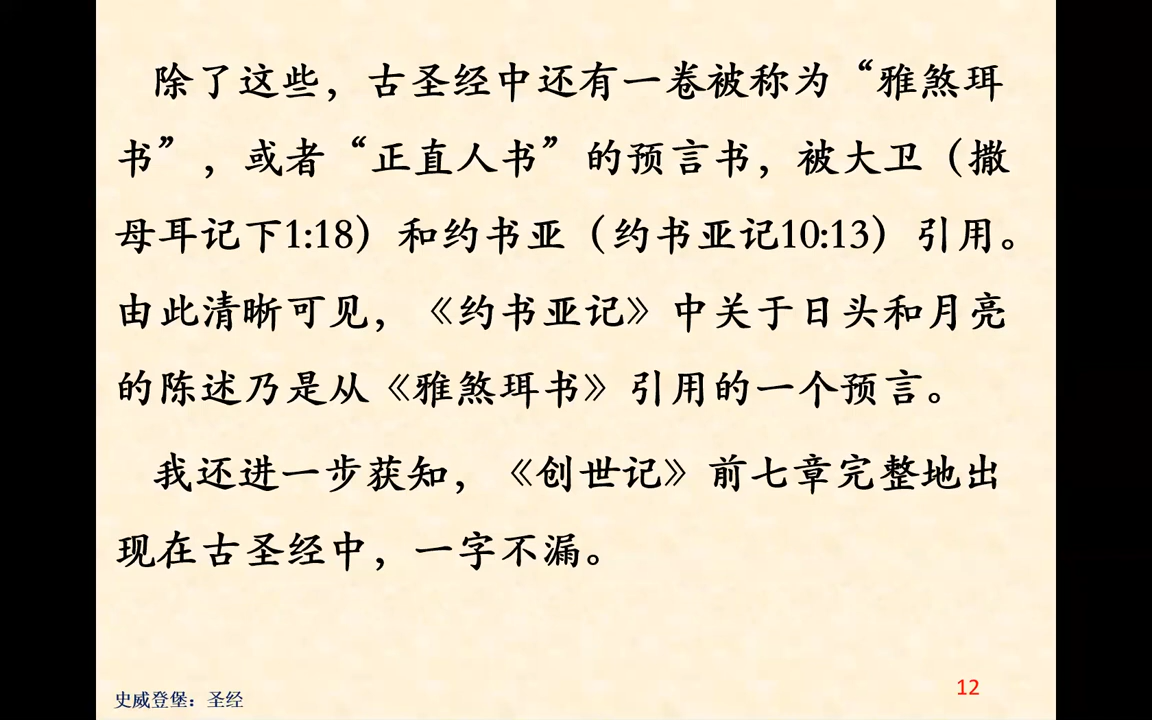 除了这些，古圣经中还有一卷被称为“雅煞珥
书”，或者“正直人书”的预言书，被大卫（撒
母耳记下1:18）和约书亚（约书亚记10:13）引用。
由此清晰可见，《约书亚记》中关于日头和月亮
的陈述乃是从《雅煞珥书》引用的一个预言。
我还进一步获知，《创世记》前七章完整地出
现在古圣经中，一字不漏。
史威登堡：圣经
12